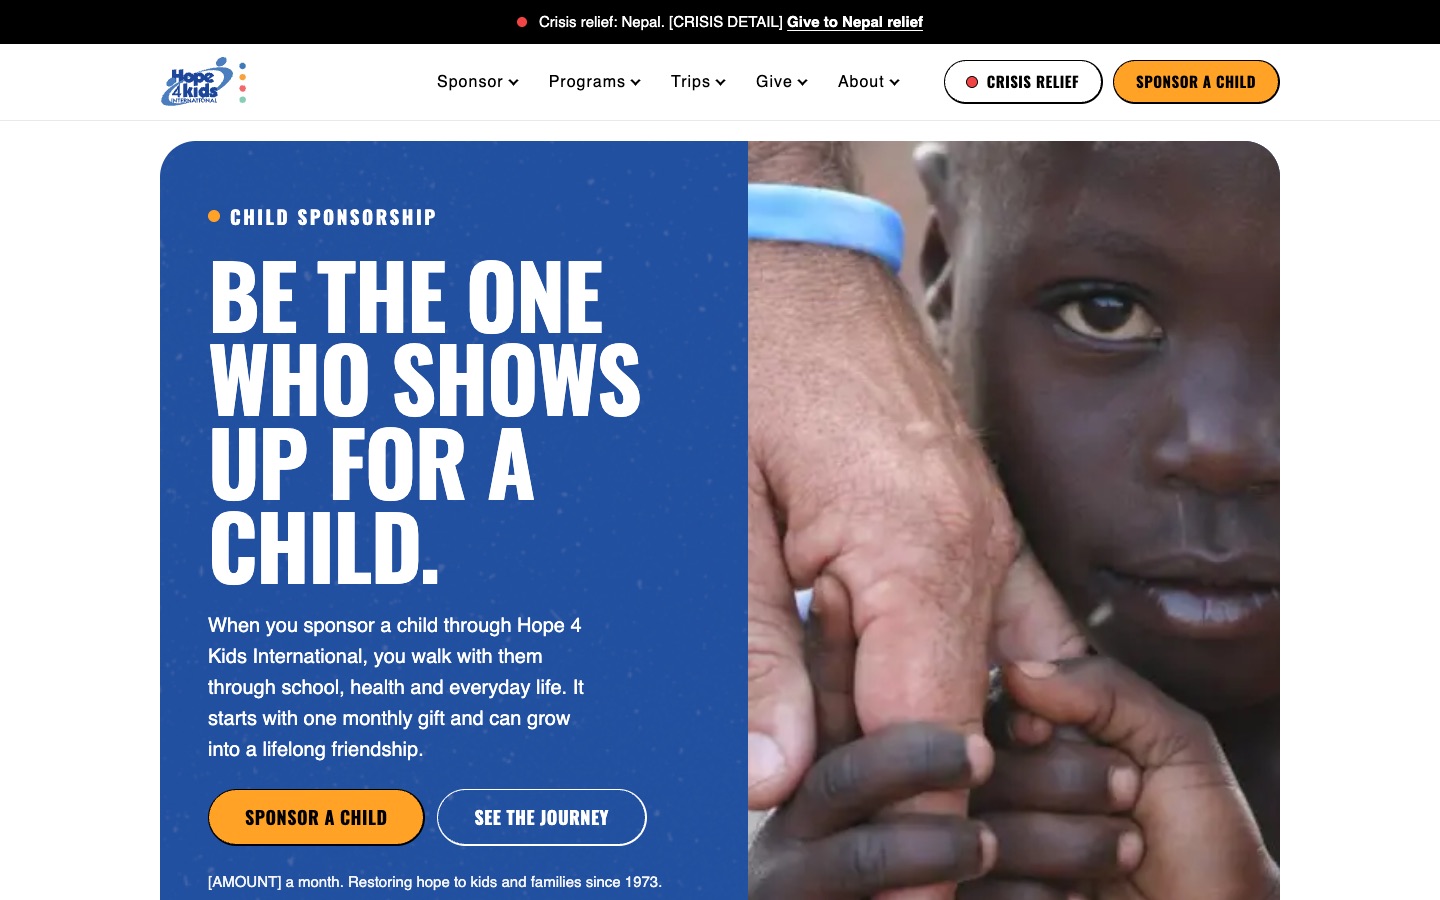 Crisis relief: Nepal. [CRISIS DETAIL] Give to Nepal relief
Hope
4 kids
INTERNATIONAL
Sponsor Programs Trips Give About CRISIS RELIEF SPONSOR A CHILD
CHILD SPONSORSHIP
BE THE ONE
WHO SHOWS
UP FOR A
CHILD.
When you sponsor a child through Hope 4
Kids International, you walk with them
through school, health and everyday life. It
starts with one monthly gift and can grow
into a lifelong friendship.
SPONSOR A CHILD SEE THE JOURNEY
[AMOUNT] a month. Restoring hope to kids and families since 1973.